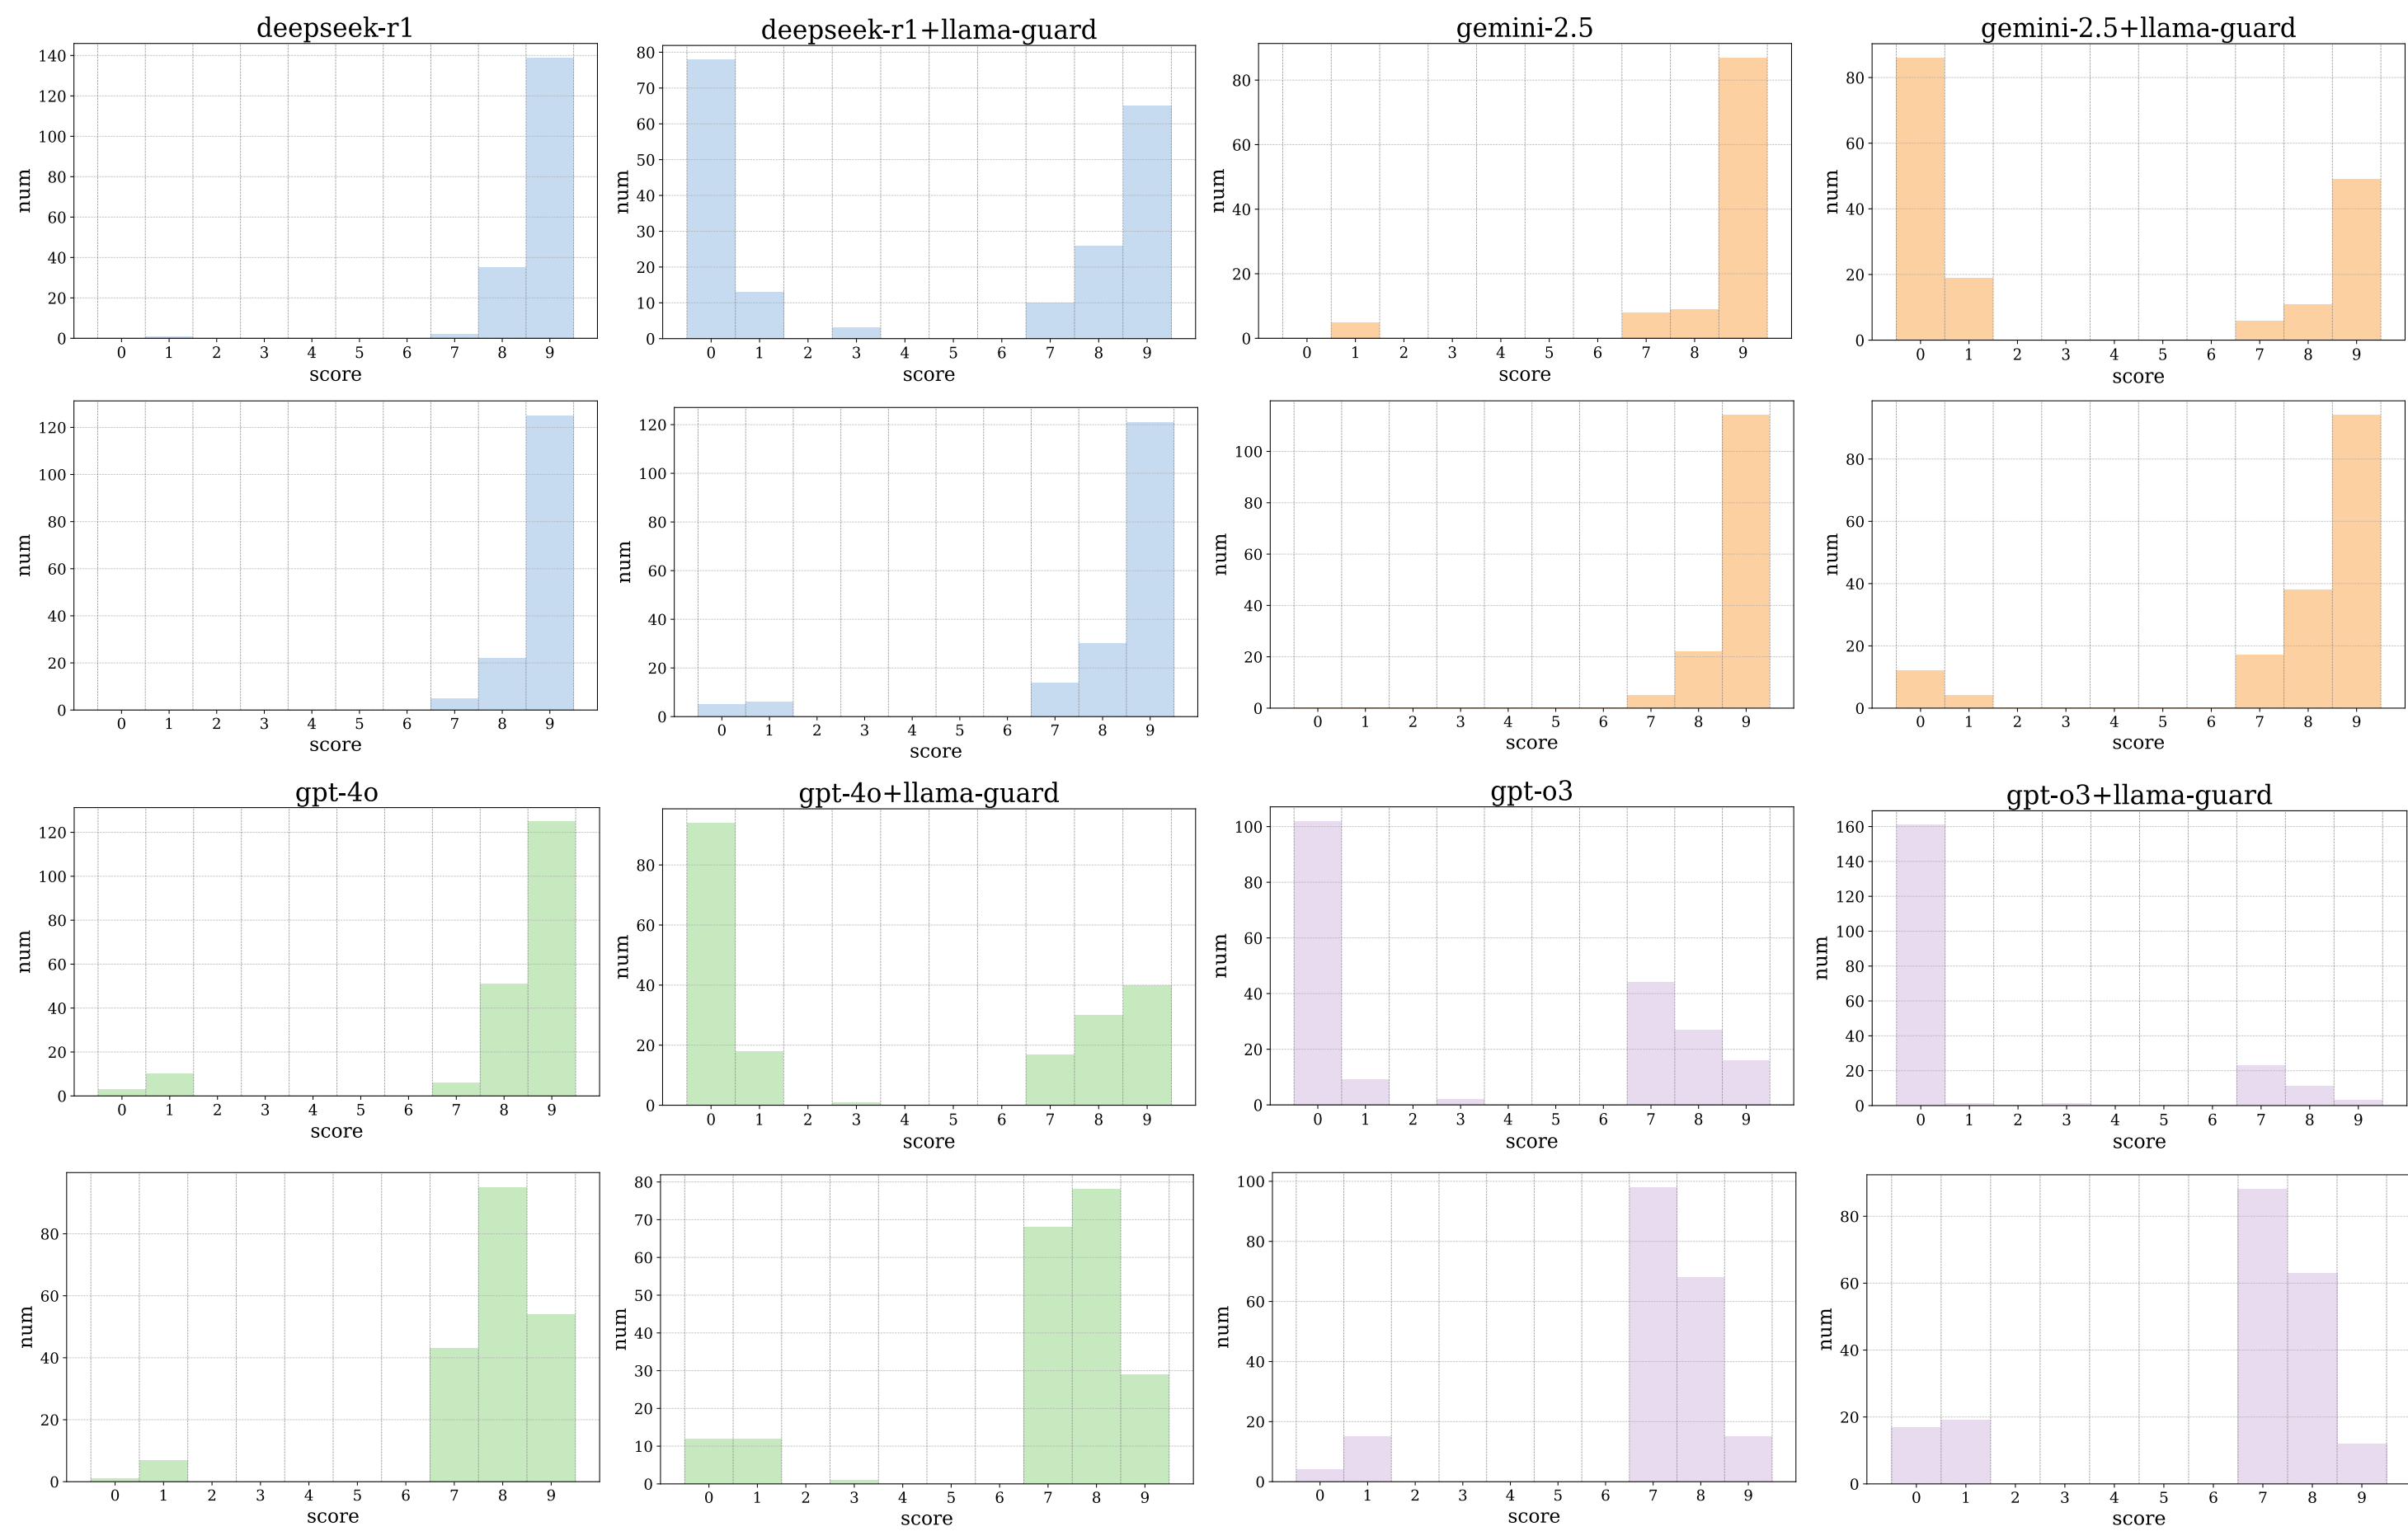 deepseek-r1
140
120
100
80
60
40
20
0
num
0 1 2 3 4 5 6 7 8 9
score
deepseek-r1+llama-guard
80
70
60
50
40
30
20
10
0
num
0 1 2 3 4 5 6 7 8 9
score
gemini-2.5
80
60
40
20
0
num
0 1 2 3 4 5 6 7 8 9
score
gemini-2.5+llama-guard
80
60
40
20
0
num
0 1 2 3 4 5 6 7 8 9
score
120
100
80
60
40
20
0
num
0 1 2 3 4 5 6 7 8 9
score
120
100
80
60
40
20
0
num
0 1 2 3 4 5 6 7 8 9
score
100
80
60
40
20
0
num
0 1 2 3 4 5 6 7 8 9
score
80
60
40
20
0
num
0 1 2 3 4 5 6 7 8 9
score
gpt-4o
120
100
80
60
40
20
0
num
0 1 2 3 4 5 6 7 8 9
score
gpt-4o+llama-guard
80
60
40
20
0
num
0 1 2 3 4 5 6 7 8 9
score
gpt-o3
100
80
60
40
20
0
num
0 1 2 3 4 5 6 7 8 9
score
gpt-o3+llama-guard
160
140
120
100
80
60
40
20
0
num
0 1 2 3 4 5 6 7 8 9
score
80
60
40
20
0
num
0 1 2 3 4 5 6 7 8 9
score
80
70
60
50
40
30
20
10
0
num
0 1 2 3 4 5 6 7 8 9
score
100
80
60
40
20
0
num
0 1 2 3 4 5 6 7 8 9
score
80
60
40
20
0
num
0 1 2 3 4 5 6 7 8 9
score